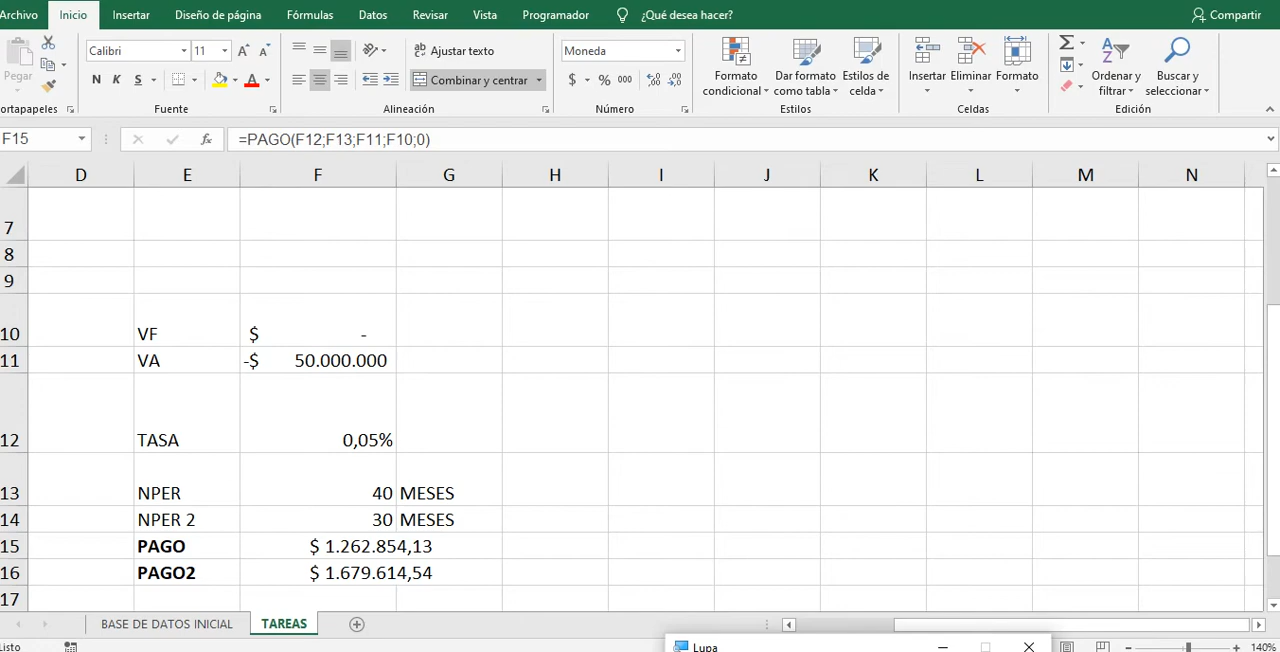 Archivo Inicio Insertar Diseño de página Fórmulas Datos Revisar Vista Programador ¿Qué desea hacer? Compartir
Pegar
Calibri 11
N K S
Ajustar texto
Combinar y centrar
Moneda
$ % 000
Formato condicional
Dar formato como tabla
Estilos de celda
Insertar Eliminar Formato
Ordenar y filtrar
Buscar y seleccionar
ortapapeles Fuente Alineación Número Estilos Celdas Edición
F15 fx =PAGO(F12;F13;F11;F10;0)
D E F G H I J K L M N
7
8
9
10 VF $ -
11 VA -$ 50.000.000
12 TASA 0,05%
13 NPER 40 MESES
14 NPER 2 30 MESES
15 PAGO $ 1.262.854,13
16 PAGO2 $ 1.679.614,54
17
BASE DE DATOS INICIAL TAREAS
Listo Lupa 140%